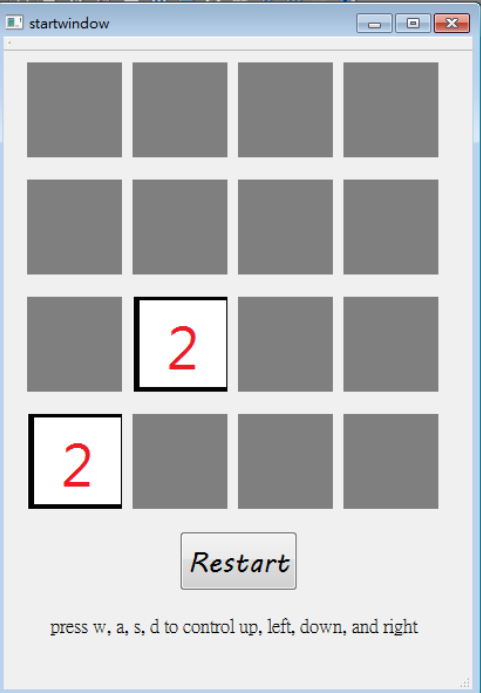 startwindow
2
2
Restart
press w, a, s, d to control up, left, down, and right